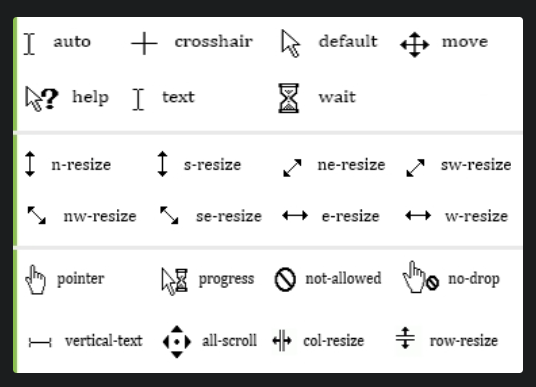 auto crosshair default move
help text wait
n-resize s-resize ne-resize sw-resize
nw-resize se-resize e-resize w-resize
pointer progress not-allowed no-drop
vertical-text all-scroll col-resize row-resize